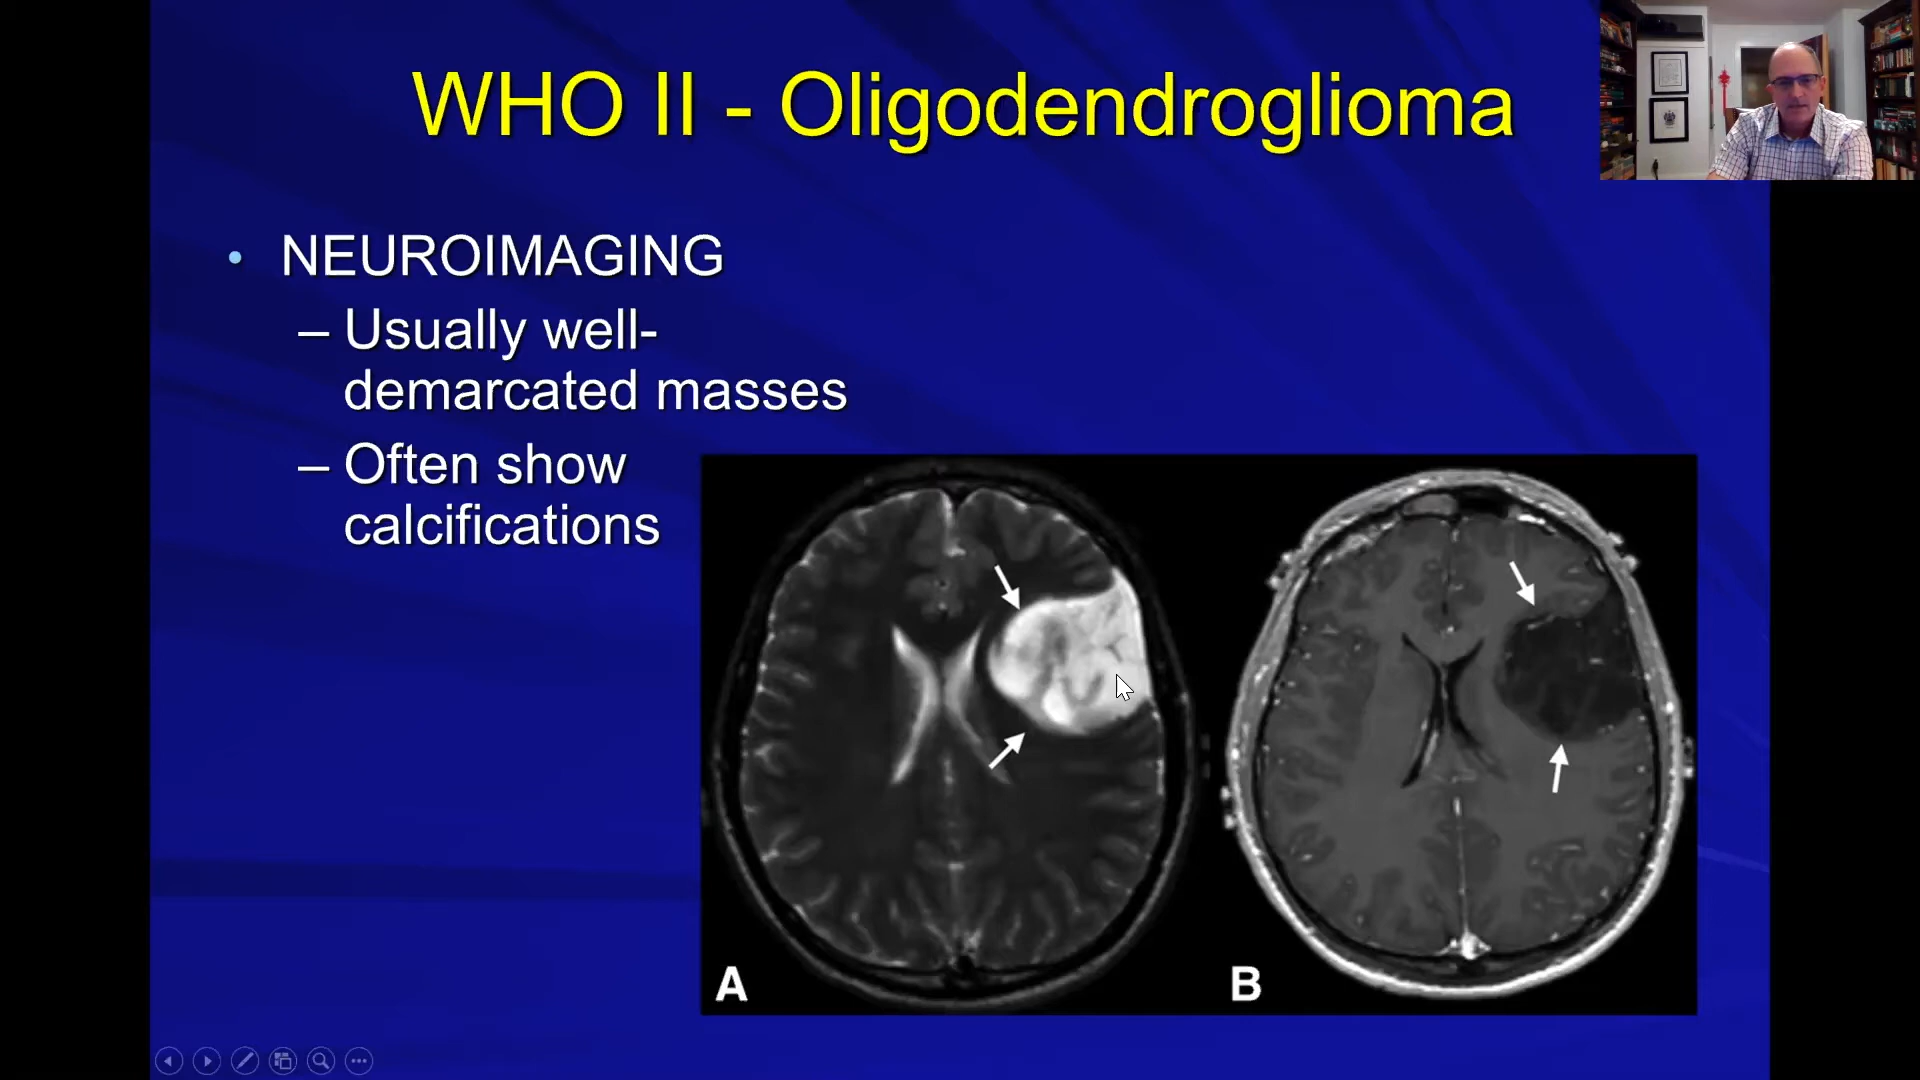 WHO II - Oligodendroglioma
• NEUROIMAGING
– Usually well-
demarcated masses
– Often show
calcifications
A
B